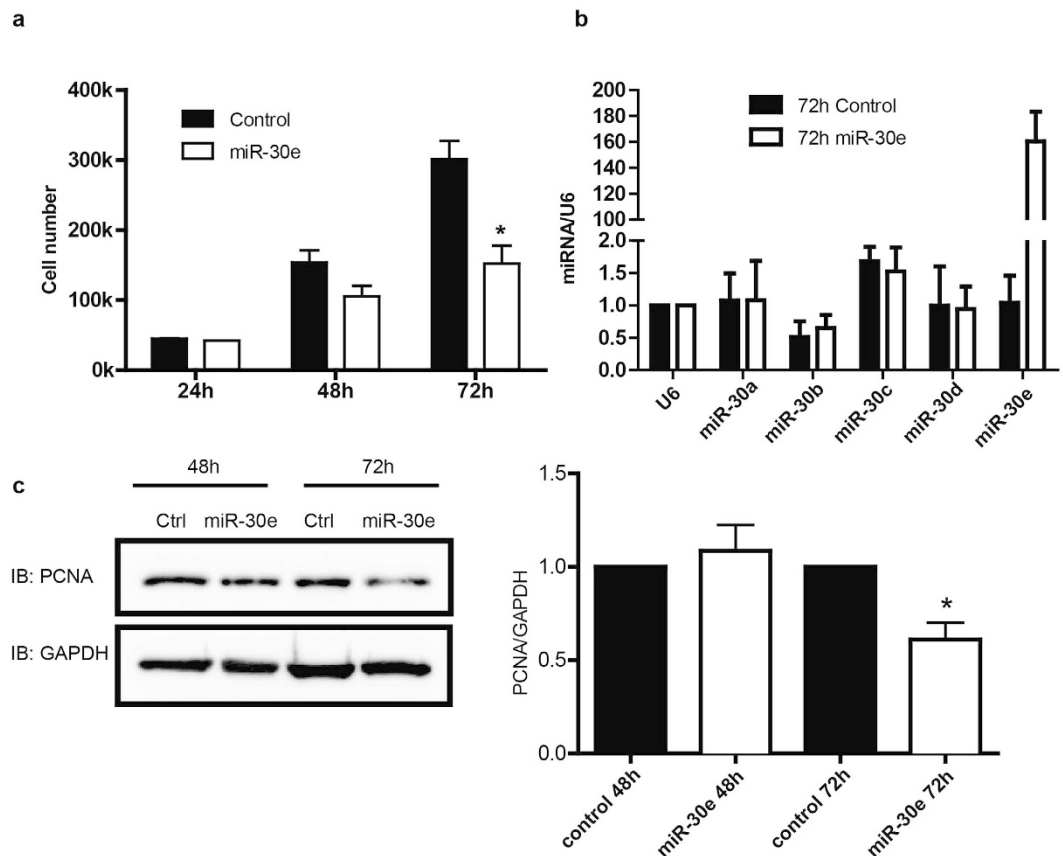 a
400k
300k
200k
100k
0k
Cell number
Control
miR-30e
*
24h
48h
72h
b
200
180
160
140
120
100
2.0
1.5
1.0
0.5
0.0
miRNA/U6
72h Control
72h miR-30e
U6
miR-30a
miR-30b
miR-30c
miR-30d
miR-30e
c
48h
72h
Ctrl
miR-30e
Ctrl
miR-30e
IB: PCNA
IB: GAPDH
1.5
1.0
0.5
0.0
PCNA/GAPDH
*
control 48h
miR-30e 48h
control 72h
miR-30e 72h